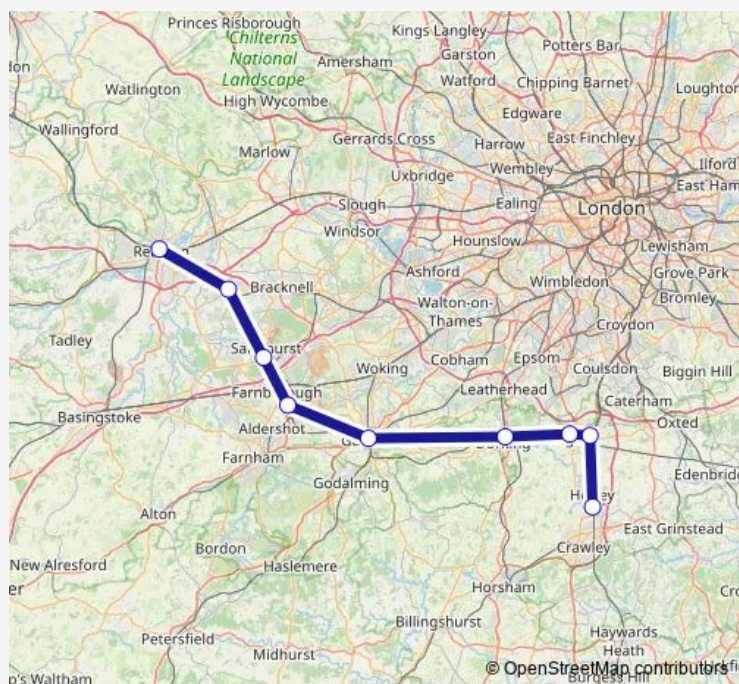 Princes Risborough
Kings Langley
Chilterns
National
Landscape
Garston
Potters Bar
Amersham
Watford
Chipping Barnet
Loughton
Watlington
High Wycombe
Edgware
Wallingford
Gerrards Cross
Harrow
East Finchley
Marlow
Wembley
Ilford
Uxbridge
East Ham
Slough
Ealing
London
Windsor
Hounslow
Lewisham
Ashford
Grove Park
Bracknell
Wimbledon
Bromley
Walton-on-
Thames
Croydon
Tadley
Woking
Cobham
Epsom
Coulsdon
Biggin Hill
Leatherhead
Caterham
Basingstoke
Oxted
Aldershot
Farnham
Godalming
Alton
East Grinstead
Bordon
Crawley
New Alresford
Haslemere
Horsham
Billingshurst
Petersfield
Haywards
Heath
Midhurst
© OpenStreetMap contributors
Burgess Hill